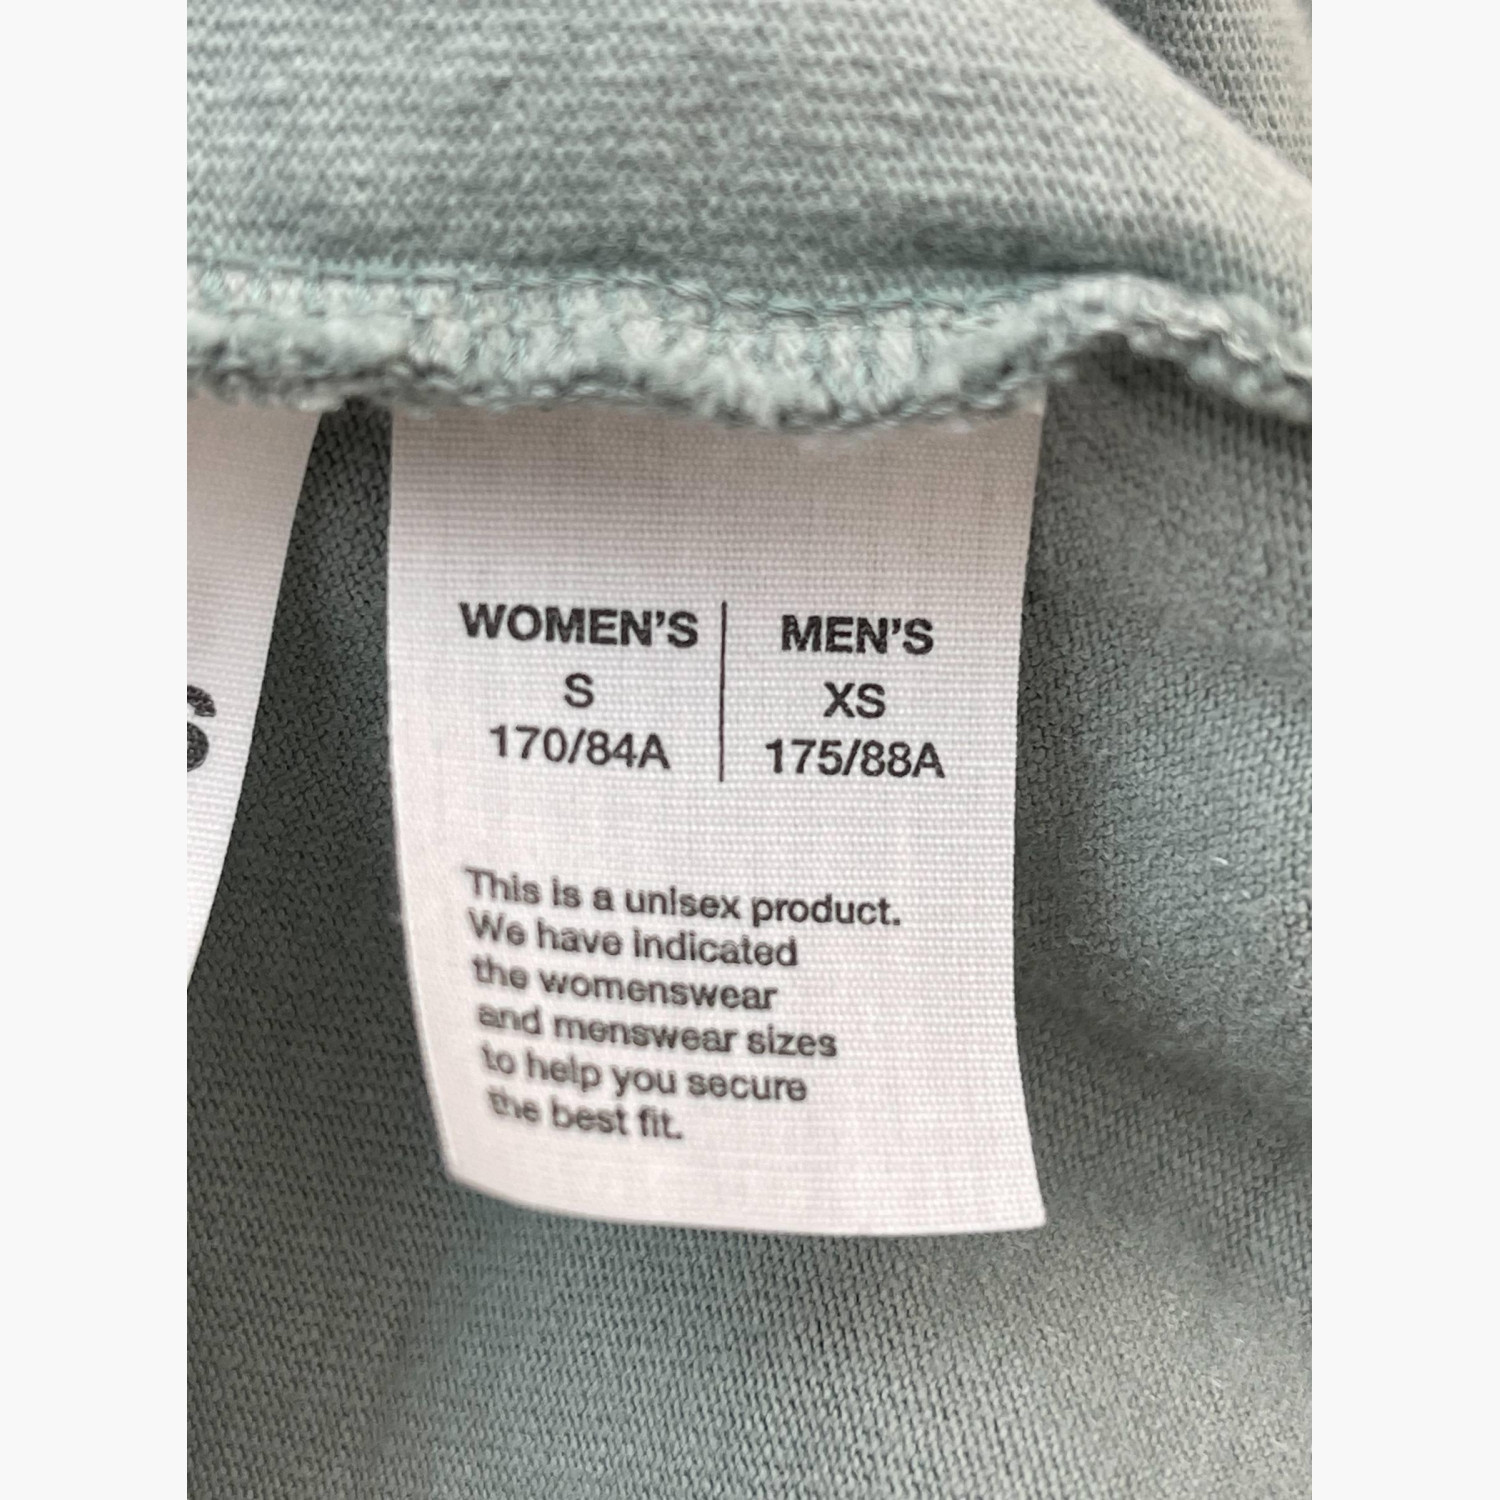 WOMEN'S
S
170/84A
MEN'S
XS
175/88A
This is a unisex product.
We have indicated
the womenswear
and menswear sizes
to help you secure
the best fit.